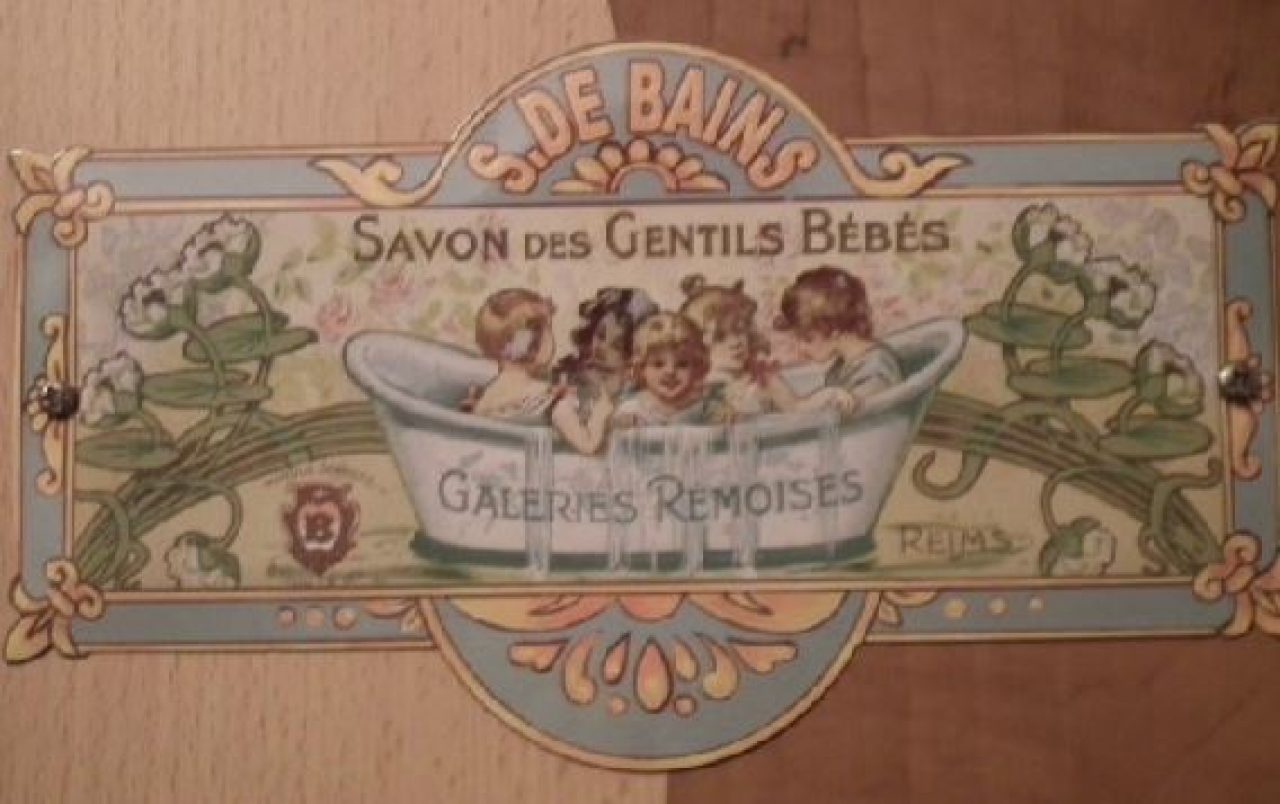 S. DE BAINS
SAVON DES GENTILS BÉBÉS
GALERIES REMOISES
B
REIMS